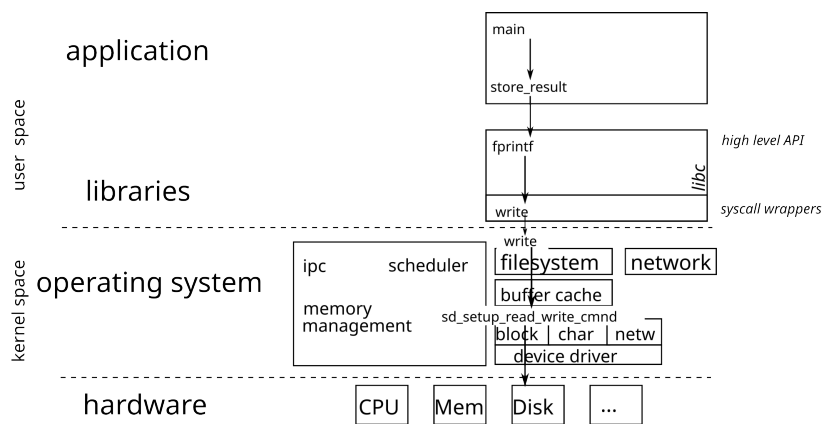 main
application
store_result
user space
fprintf
high level API
libc
libraries
write
syscall wrappers
write
kernel space
operating system
ipc
scheduler
filesystem
network
memory
management
buffer cache
sd_setup_read_write_cmnd
block
char
netw
device driver
hardware
CPU
Mem
Disk
...